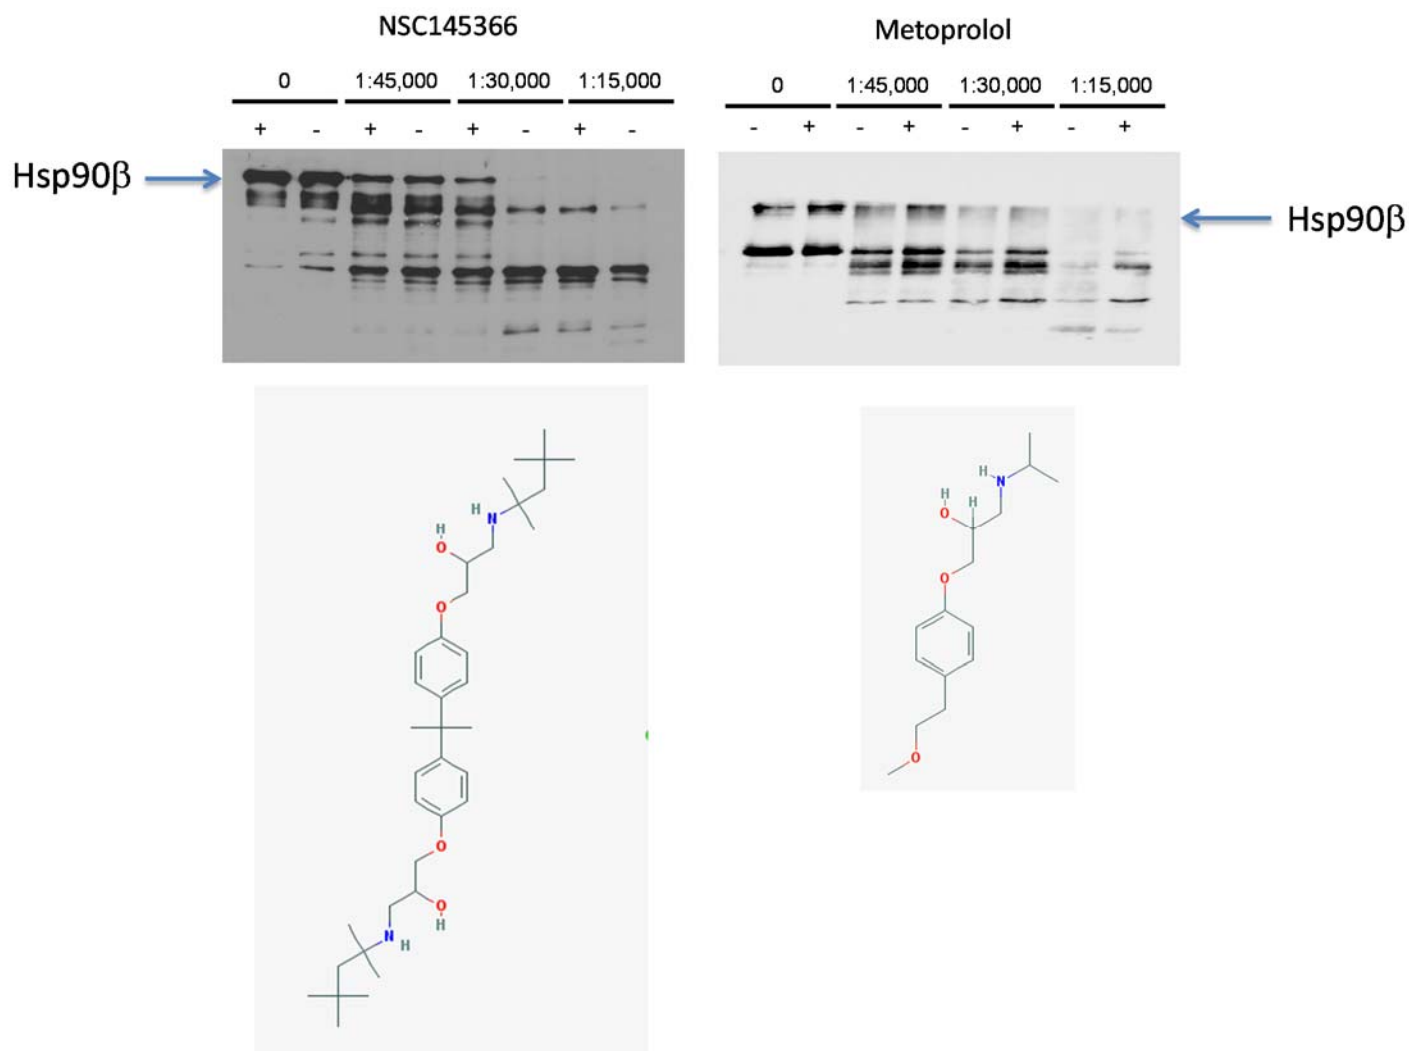 NSC145366
0 1:45,000 1:30,000 1:15,000
+ - + - + - + -
Hsp90β
Metoprolol
0 1:45,000 1:30,000 1:15,000
- + - + - + - +
Hsp90β
H
N
H
O
O
O
O
H
N
H
H
N
H
O
H
O
O